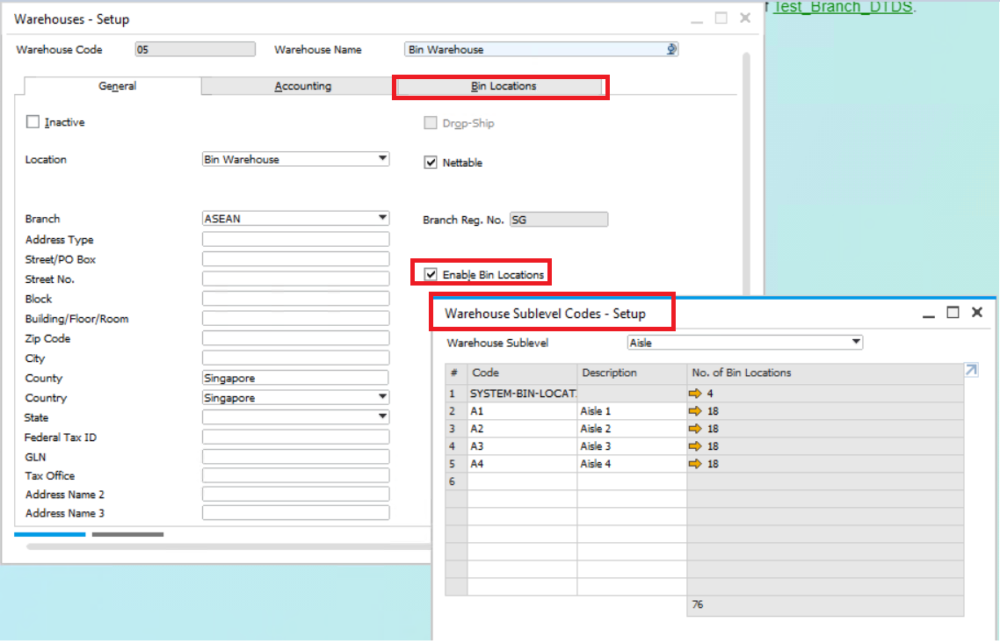 f Test_Branch_DTDS.
Warehouses - Setup
Warehouse Code 05 Warehouse Name Bin Warehouse
General Accounting Bin Locations
Inactive Drop-Ship
Location Bin Warehouse Nettable
Branch ASEAN Branch Reg. No. SG
Address Type
Street/PO Box
Street No. Enable Bin Locations
Block
Building/Floor/Room
Zip Code
City
County Singapore
Country Singapore
State
Federal Tax ID
GLN
Tax Office
Address Name 2
Address Name 3
Warehouse Sublevel Codes - Setup
Warehouse Sublevel Aisle
# Code Description No. of Bin Locations
1 SYSTEM-BIN-LOCAT. 4
2 A1 Aisle 1 18
3 A2 Aisle 2 18
4 A3 Aisle 3 18
5 A4 Aisle 4 18
6
76